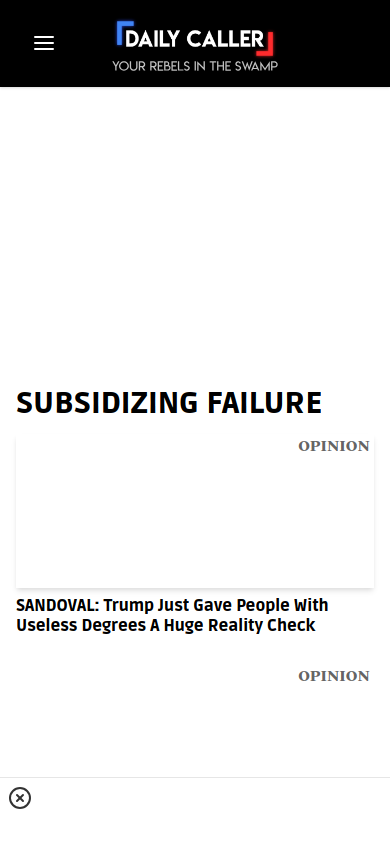 DAILY CALLER
YOUR REBELS IN THE SWAMP
SUBSIDIZING FAILURE
OPINION
SANDOVAL: Trump Just Gave People With
Useless Degrees A Huge Reality Check
OPINION